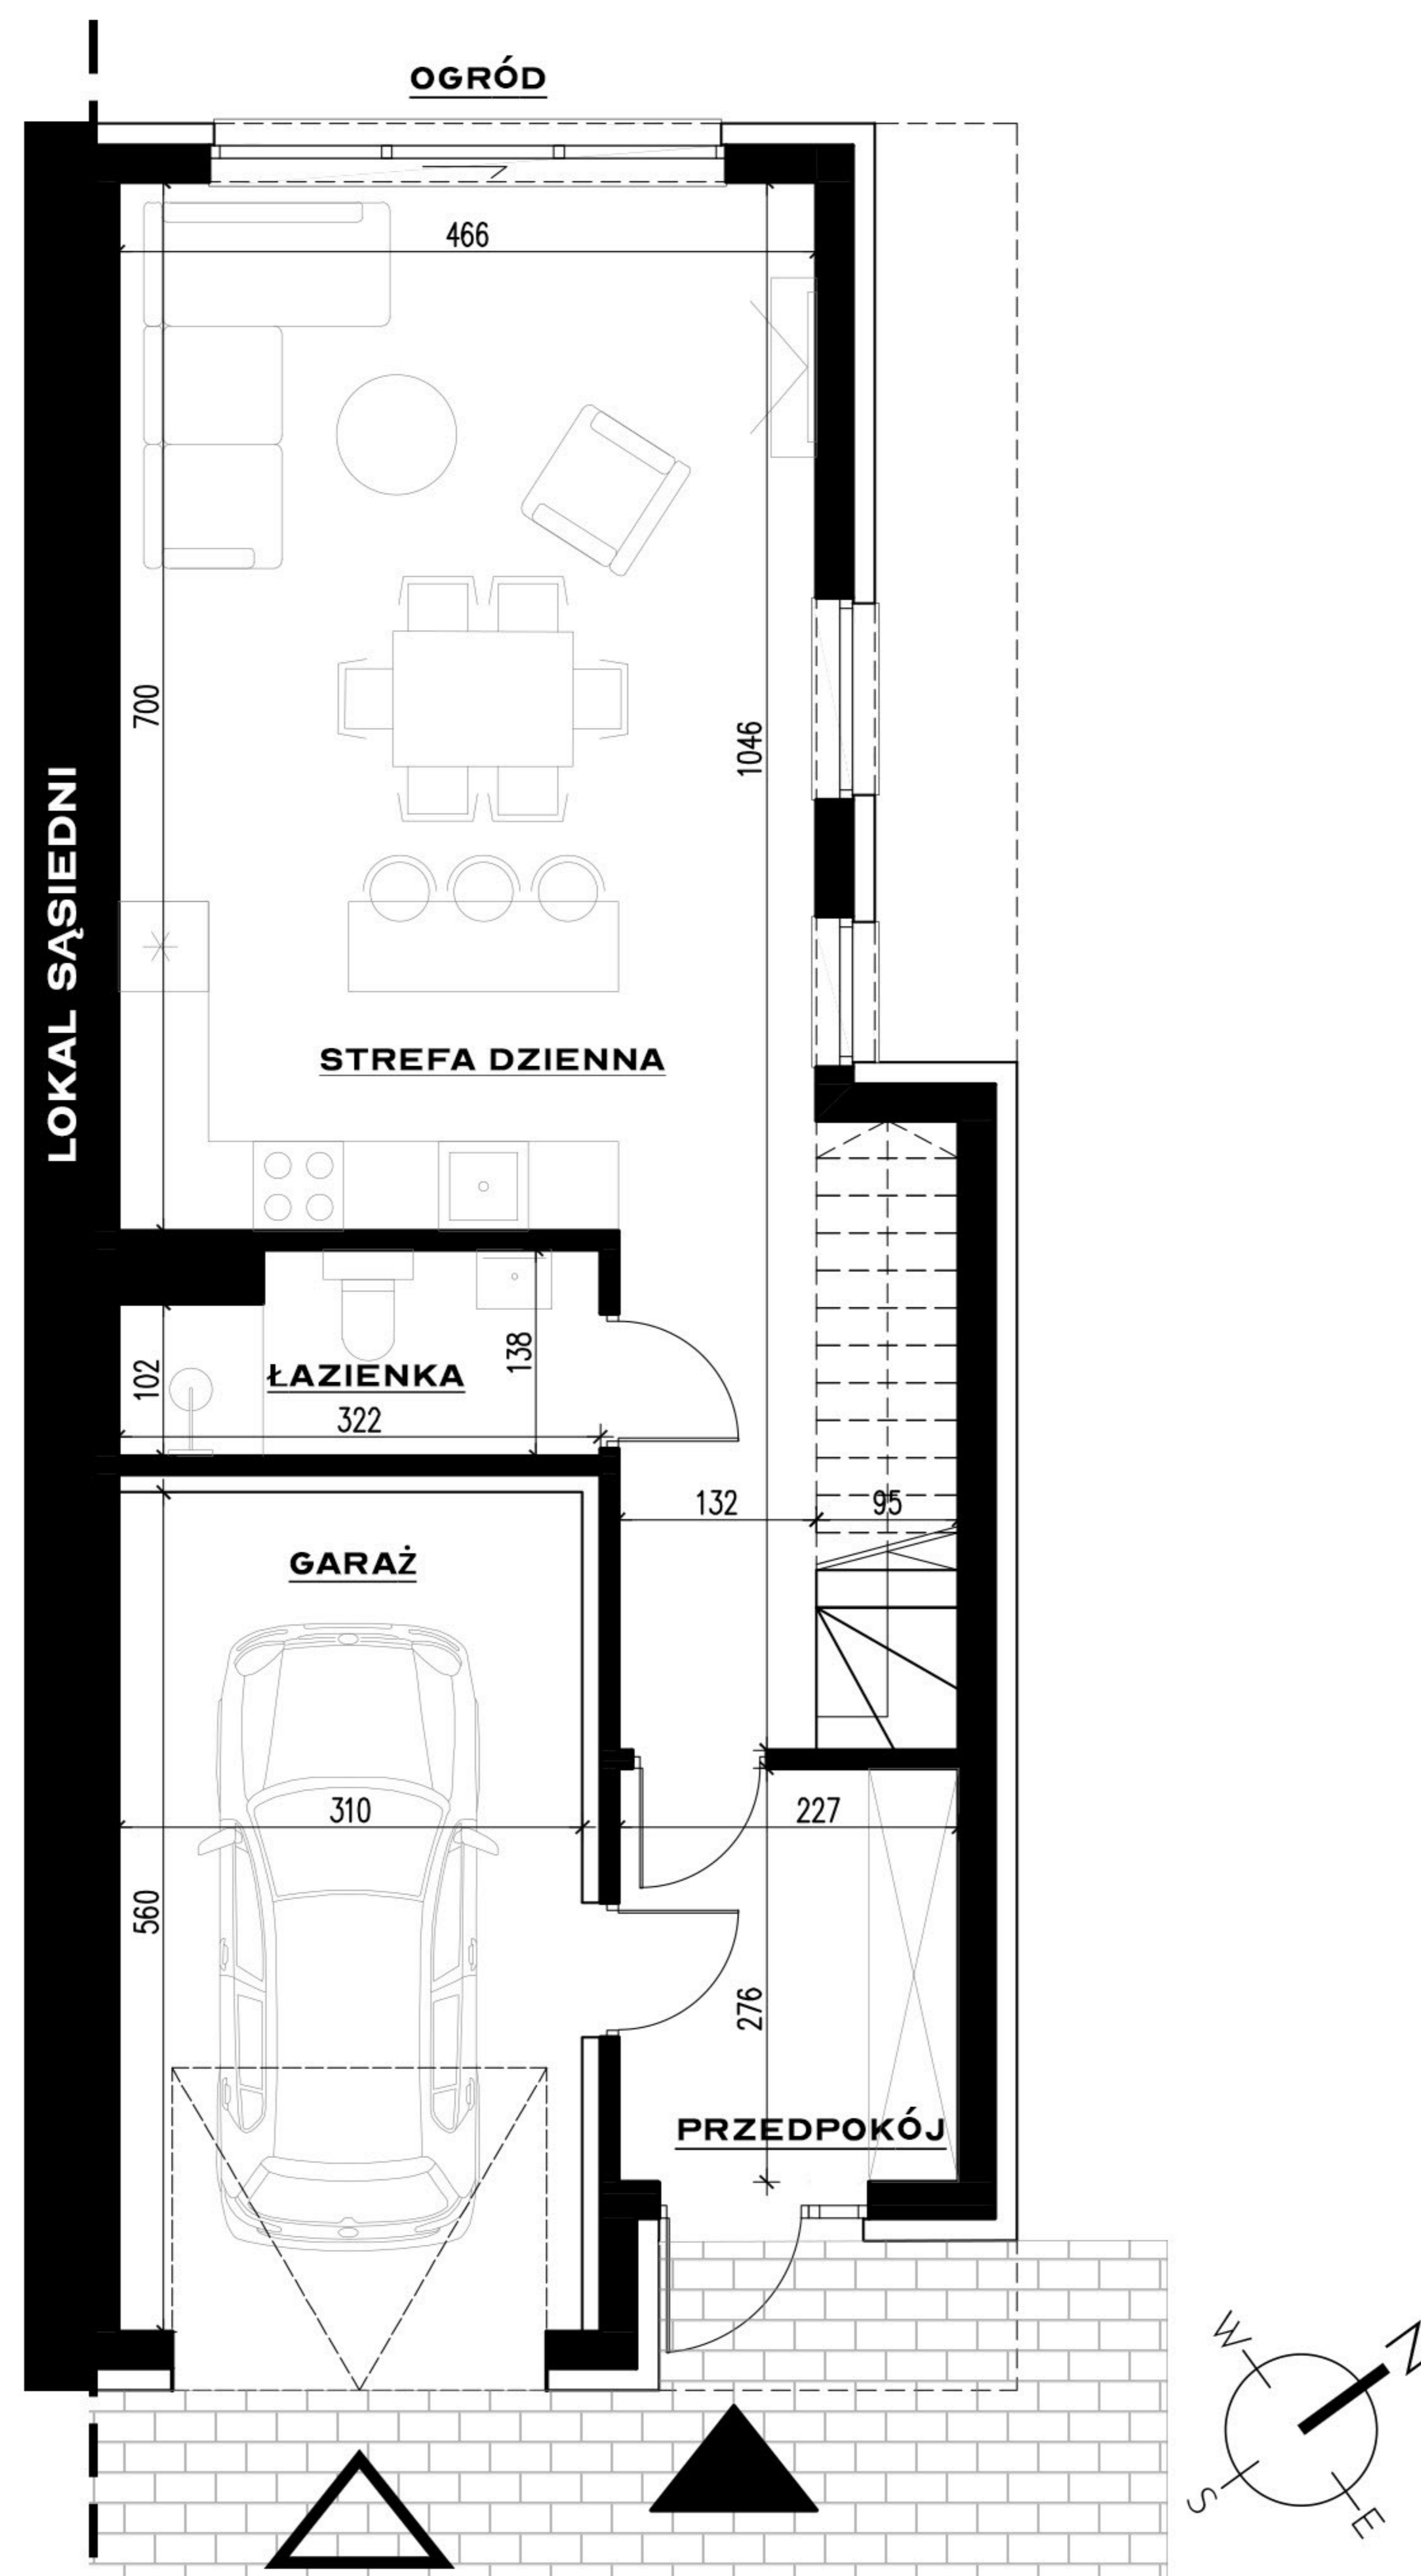 OGRÓD
466
700
1046
LOKAL SĄSIEDNI
STREFA DZIENNA
138
102
ŁAZIENKA
322
132
95
GARAŻ
310
227
560
276
PRZEDPOKÓJ
W
N
S
E